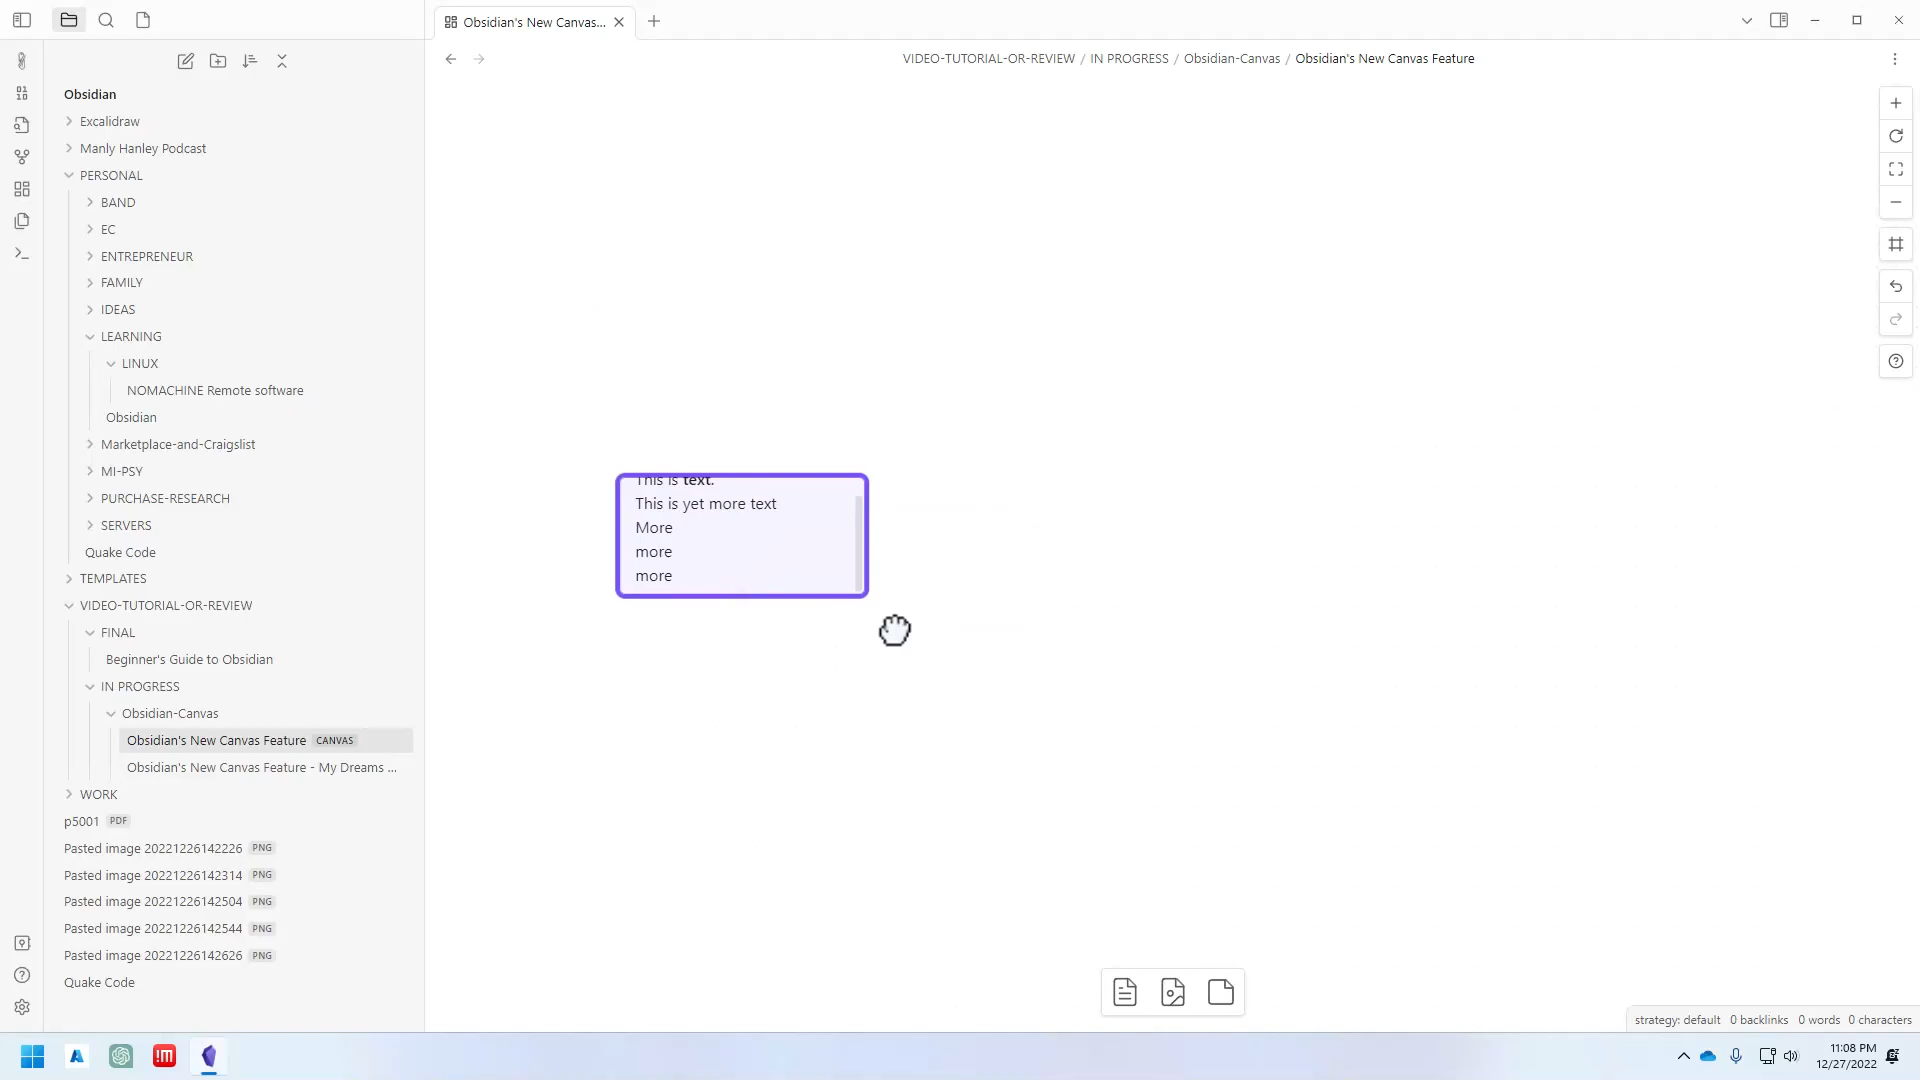 Obsidian's New Canvas...
VIDEO-TUTORIAL-OR-REVIEW / IN PROGRESS / Obsidian-Canvas / Obsidian's New Canvas Feature
Obsidian
Excalidraw
Manly Hanley Podcast
PERSONAL
BAND
EC
ENTREPRENEUR
FAMILY
IDEAS
LEARNING
LINUX
NOMACHINE Remote software
Obsidian
Marketplace-and-Craigslist
MI-PSY
PURCHASE-RESEARCH
SERVERS
Quake Code
TEMPLATES
VIDEO-TUTORIAL-OR-REVIEW
FINAL
Beginner's Guide to Obsidian
IN PROGRESS
Obsidian-Canvas
Obsidian's New Canvas Feature CANVAS
Obsidian's New Canvas Feature - My Dreams ...
WORK
p5001 PDF
Pasted image 20221226142226 PNG
Pasted image 20221226142314 PNG
Pasted image 20221226142504 PNG
Pasted image 20221226142544 PNG
Pasted image 20221226142626 PNG
Quake Code
This is text.
This is yet more text
More
more
more
strategy: default 0 backlinks 0 words 0 characters
!M
11:08 PM
12/27/2022